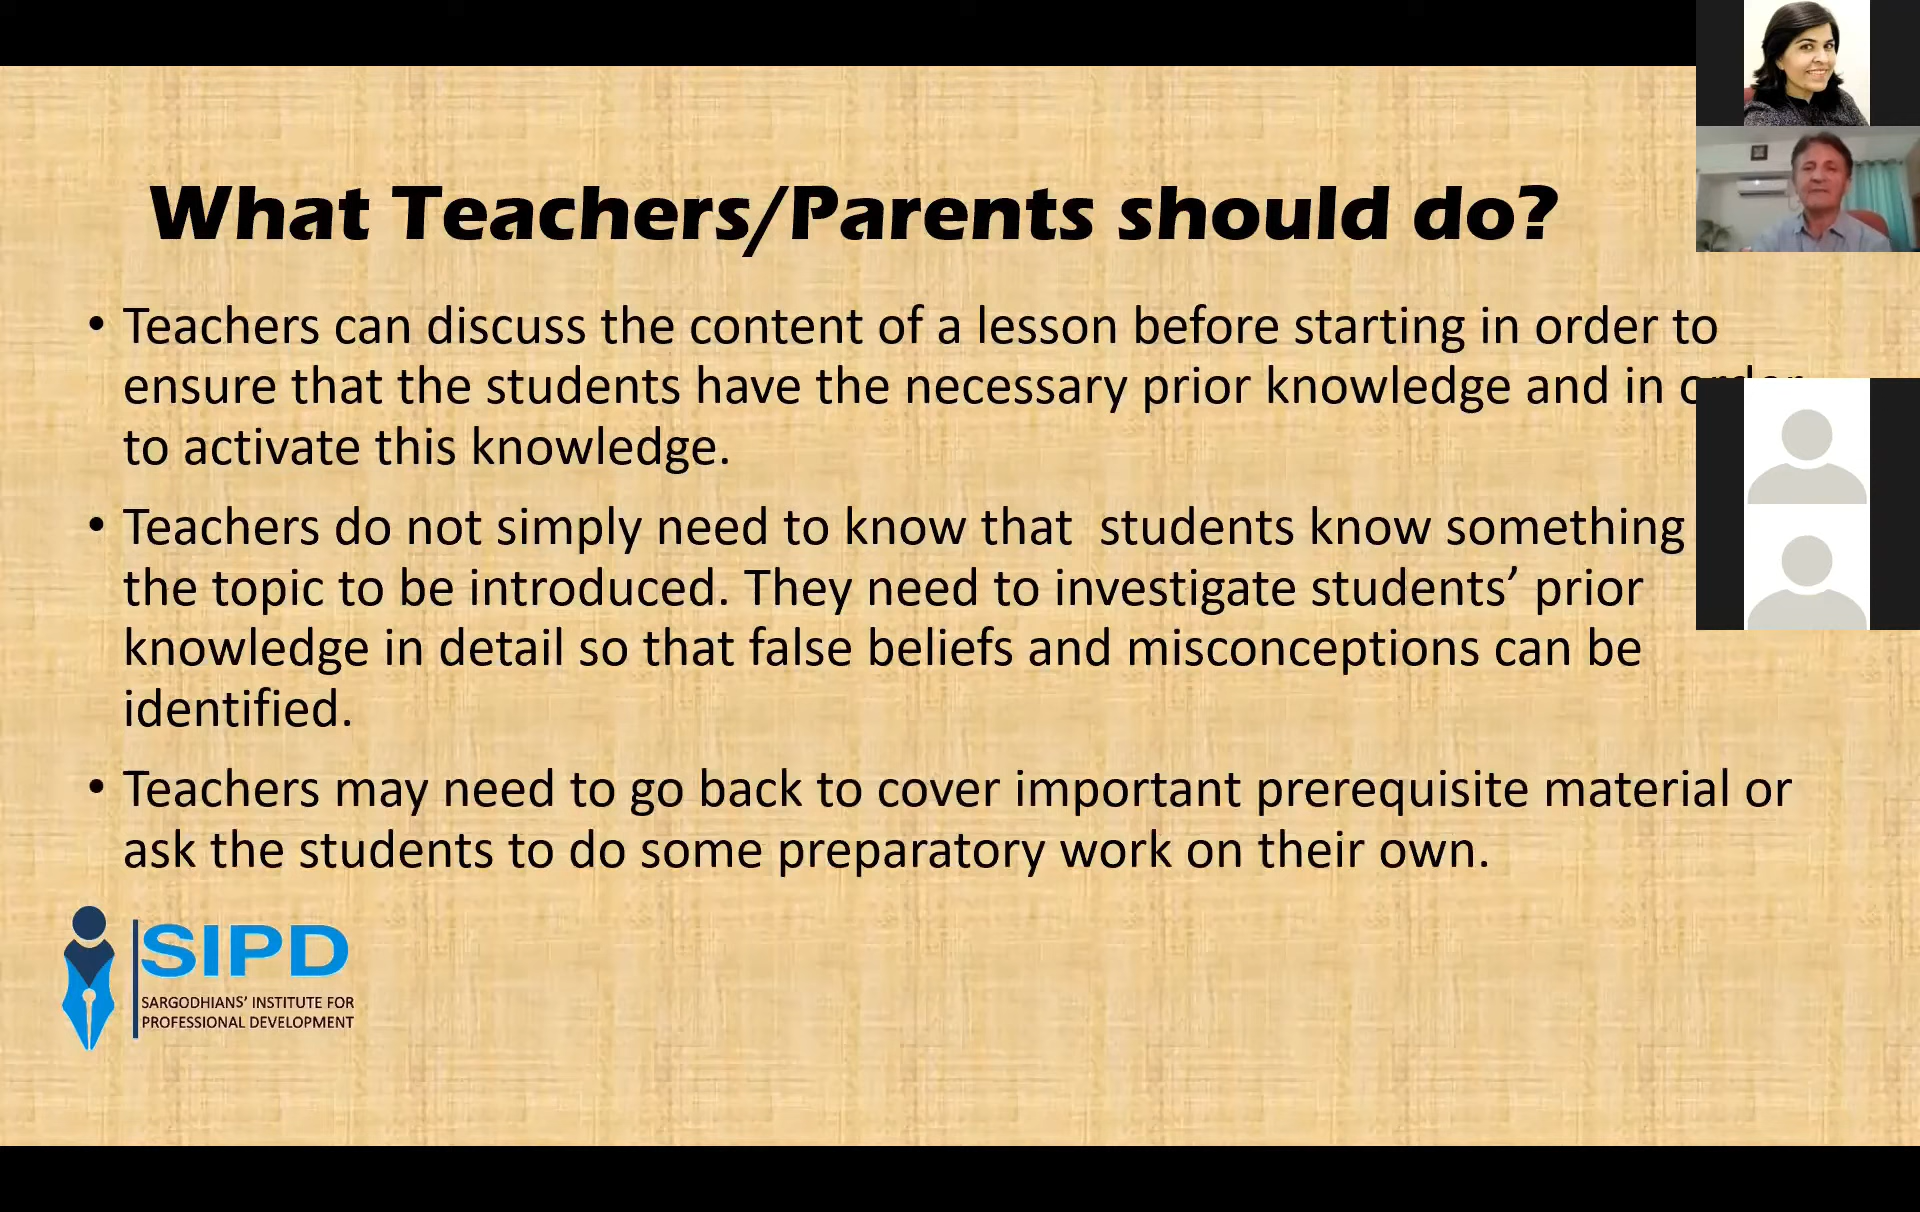 What Teachers/Parents should do?
• Teachers can discuss the content of a lesson before starting in order to
ensure that the students have the necessary prior knowledge and in order
to activate this knowledge.
• Teachers do not simply need to know that  students know something
the topic to be introduced. They need to investigate students’ prior
knowledge in detail so that false beliefs and misconceptions can be
identified.
• Teachers may need to go back to cover important prerequisite material or
ask the students to do some preparatory work on their own.
SIPD
SARGODHIANS’ INSTITUTE FOR
PROFESSIONAL DEVELOPMENT